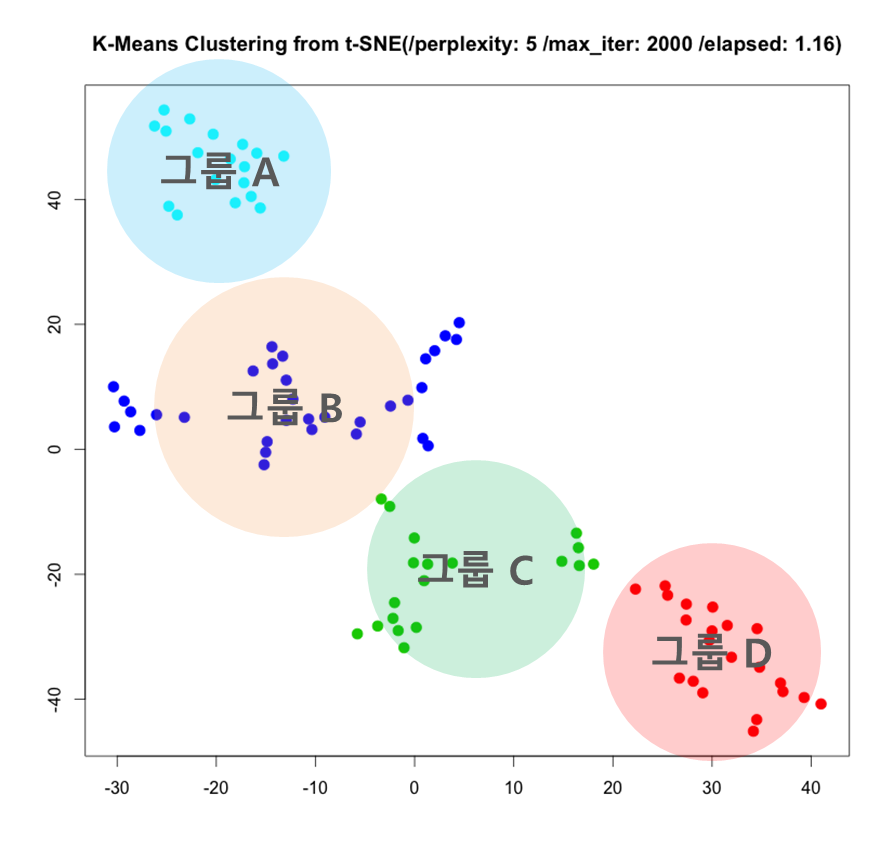 K-Means Clustering from t-SNE(/perplexity: 5 /max_iter: 2000 /elapsed: 1.16)
그룹 A
40
20
그룹 B
0
그룹 C
-20
그룹 D
-40
-30 -20 -10 0 10 20 30 40